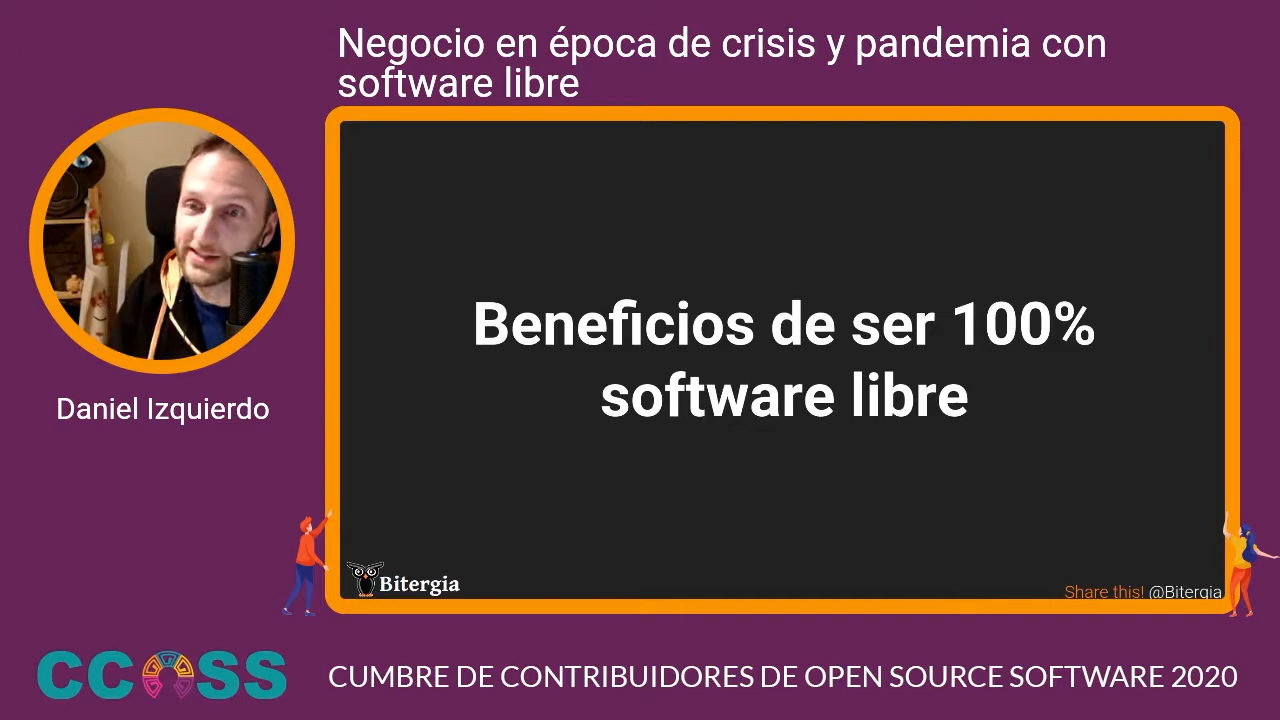 Negocio en época de crisis y pandemia con
software libre
Daniel Izquierdo
Beneficios de ser 100%
software libre
Bitergia
Share this! @Bitergia
CCOSS
CUMBRE DE CONTRIBUIDORES DE OPEN SOURCE SOFTWARE 2020